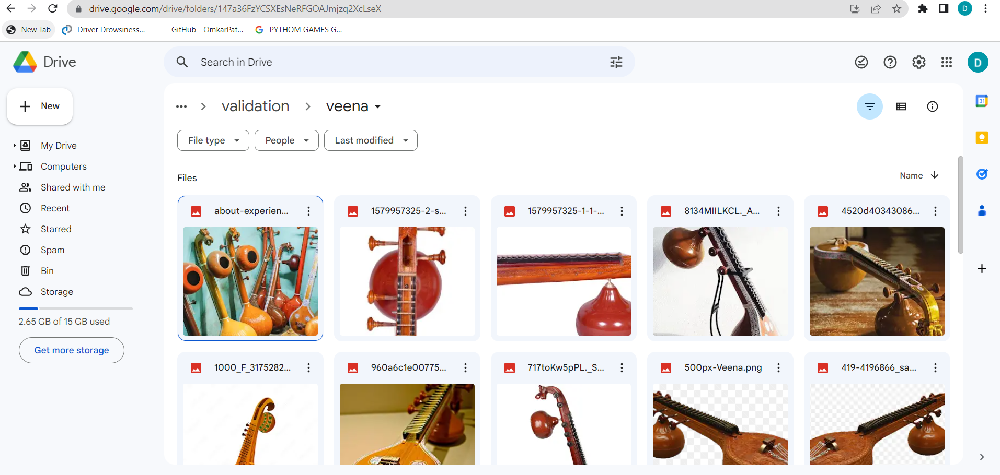 drive.google.com/drive/folders/147a36FzYCSXEsNeRFGOAJmjzq2XcLseX
D
New Tab
Driver Drowsiness...
GitHub - OmkarPat...
PYTHOM GAMES G...
Drive
Search in Drive
D
New
validation
veena
31
File type
People
Last modified
My Drive
Computers
Shared with me
Recent
Starred
Spam
Bin
Storage
2.65 GB of 15 GB used
Get more storage
Files
Name
about-experien...
1579957325-2-s...
1579957325-1-1-...
8134MIILKCL._A...
4520d40343086...
1000_F_3175282...
960a6c1e00775...
717toKw5pPL._S...
500px-Veena.png
419-4196866_sa...